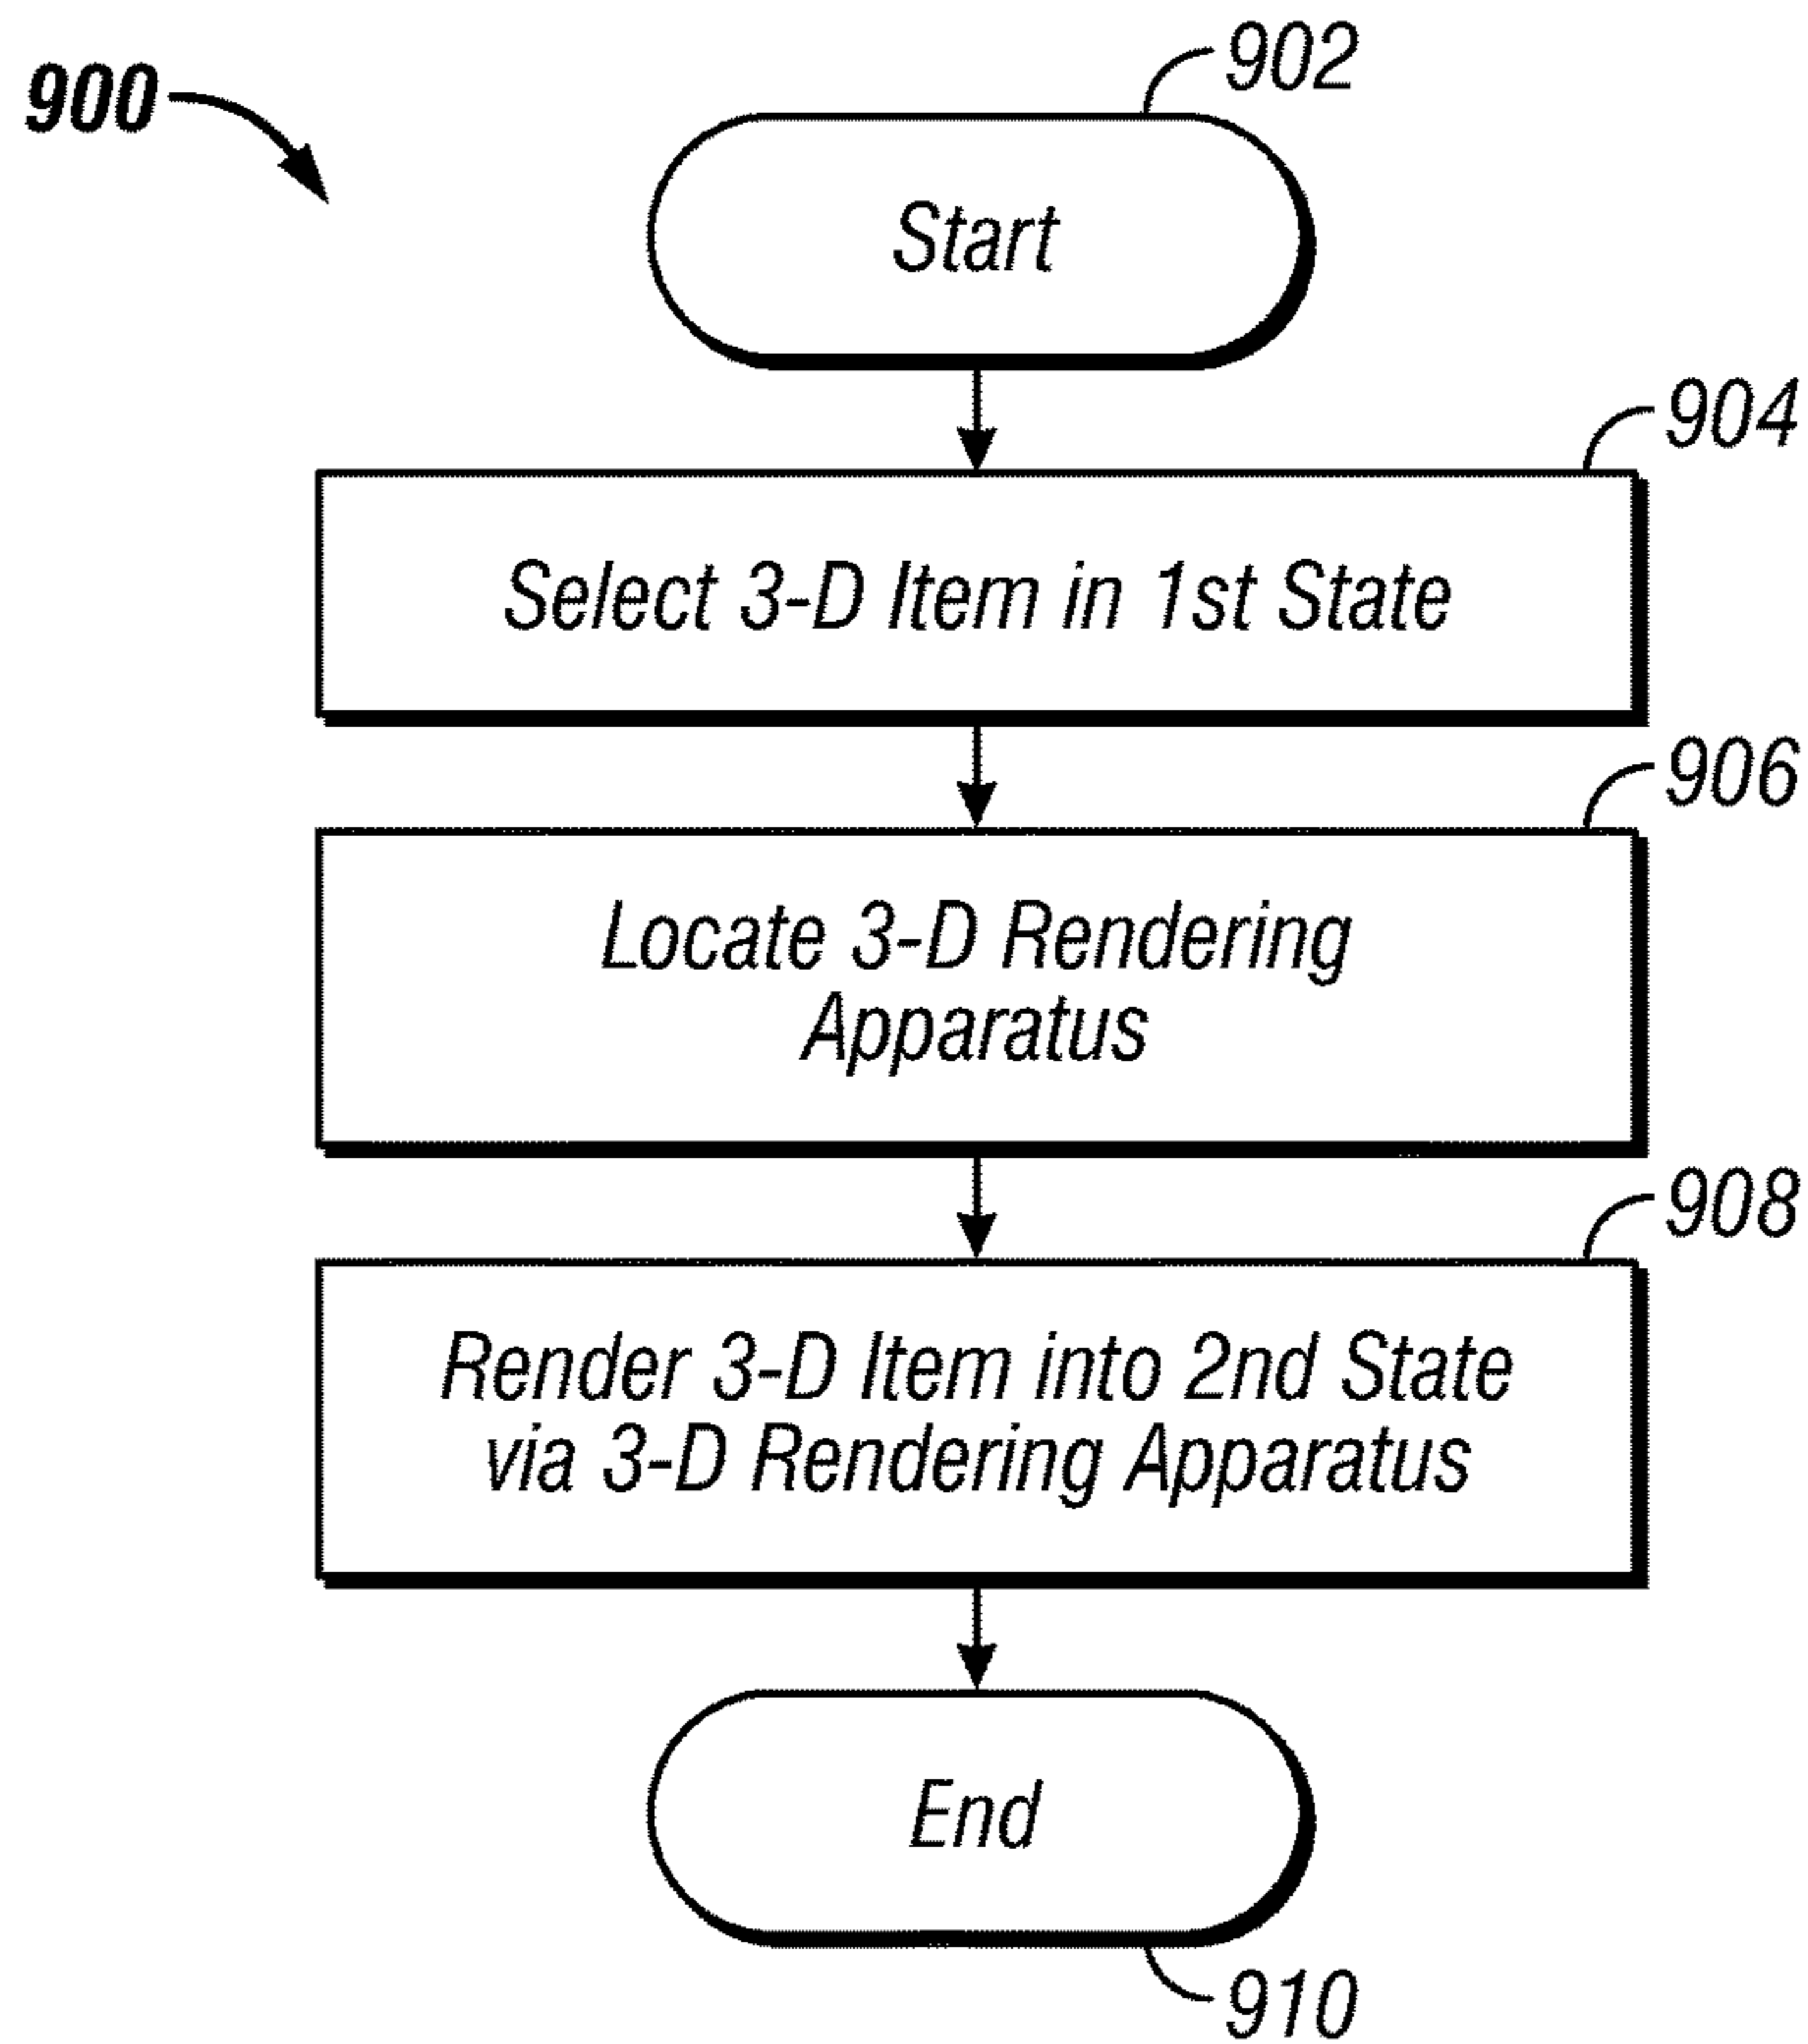 900
902
Start
904
Select 3-D Item in 1st State
906
Locate 3-D Rendering
Apparatus
908
Render 3-D Item into 2nd State
via 3-D Rendering Apparatus
End
910